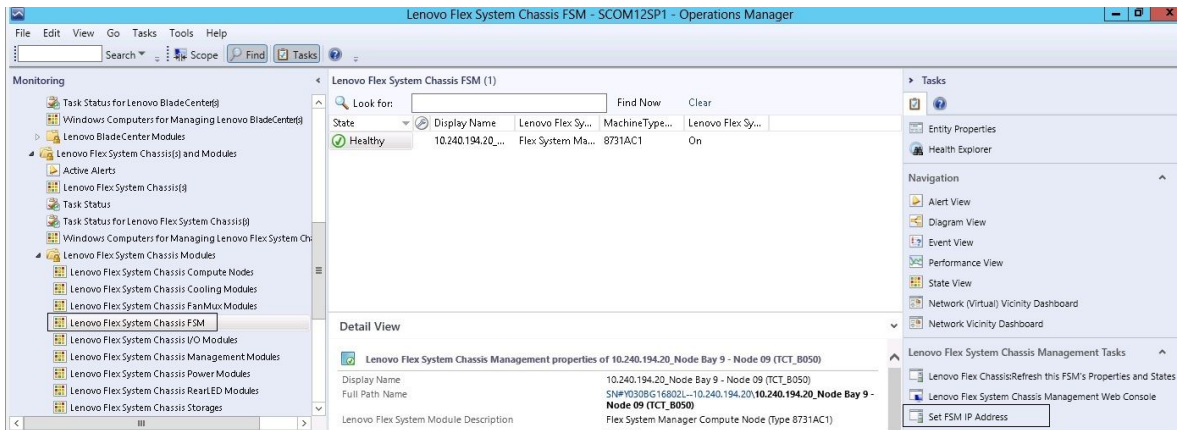 Lenovo Flex System Chassis FSM - SCOM12SP1 - Operations Manager
File Edit View Go Tasks Tools Help
Search Scope Find Tasks
Monitoring
Task Status for Lenovo BladeCenter(s)
Windows Computers for Managing Lenovo BladeCenter(s)
Lenovo BladeCenter Modules
Lenovo Flex System Chassis(s) and Modules
Active Alerts
Lenovo Flex System Chassis(s)
Task Status
Task Status for Lenovo Flex System Chassis(s)
Windows Computers for Managing Lenovo Flex System Ch
Lenovo Flex System Chassis Modules
Lenovo Flex System Chassis Compute Nodes
Lenovo Flex System Chassis Cooling Modules
Lenovo Flex System Chassis FanMux Modules
Lenovo Flex System Chassis FSM
Lenovo Flex System Chassis I/O Modules
Lenovo Flex System Chassis Management Modules
Lenovo Flex System Chassis Power Modules
Lenovo Flex System Chassis RearLED Modules
Lenovo Flex System Chassis Storages
Lenovo Flex System Chassis FSM (1)
Look for: Find Now Clear
State Display Name Lenovo Flex Sy... MachineType... Lenovo Flex Sy...
Healthy 10.240.194.20_... Flex System Ma... 8731AC1 On
Detail View
Lenovo Flex System Chassis Management properties of 10.240.194.20_Node Bay 9 - Node 09 (TCT_B050)
Display Name 10.240.194.20_Node Bay 9 - Node 09 (TCT_B050)
Full Path Name SN#Y030BG16802L--10.240.194.20\10.240.194.20_Node Bay 9 -
Node 09 (TCT_B050)
Lenovo Flex System Module Description Flex System Manager Compute Node (Type 8731AC1)
Tasks
Entity Properties
Health Explorer
Navigation
Alert View
Diagram View
Event View
Performance View
State View
Network (Virtual) Vicinity Dashboard
Network Vicinity Dashboard
Lenovo Flex System Chassis Management Tasks
Lenovo Flex Chassis:Refresh this FSM's Properties and States
Lenovo Flex System Chassis Management Web Console
Set FSM IP Address